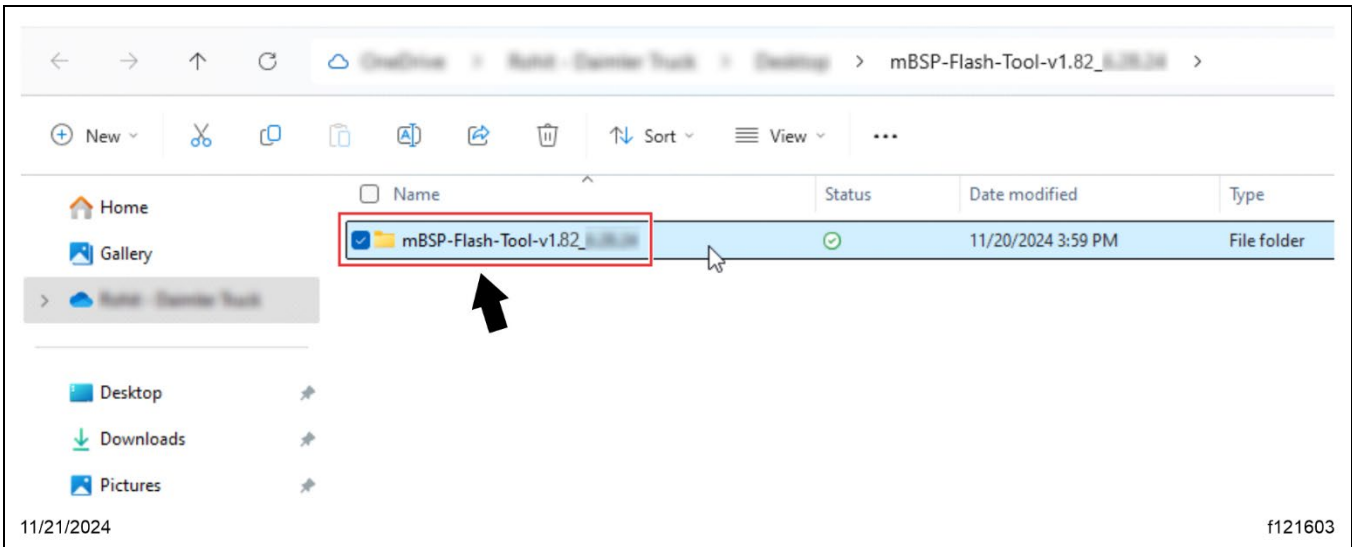 > mBSP-Flash-Tool-v1.82_ >
New Sort View ...
Name Status Date modified Type
Home
mBSP-Flash-Tool-v1.82_ 11/20/2024 3:59 PM File folder
Gallery
Desktop
Downloads
Pictures
11/21/2024 f121603